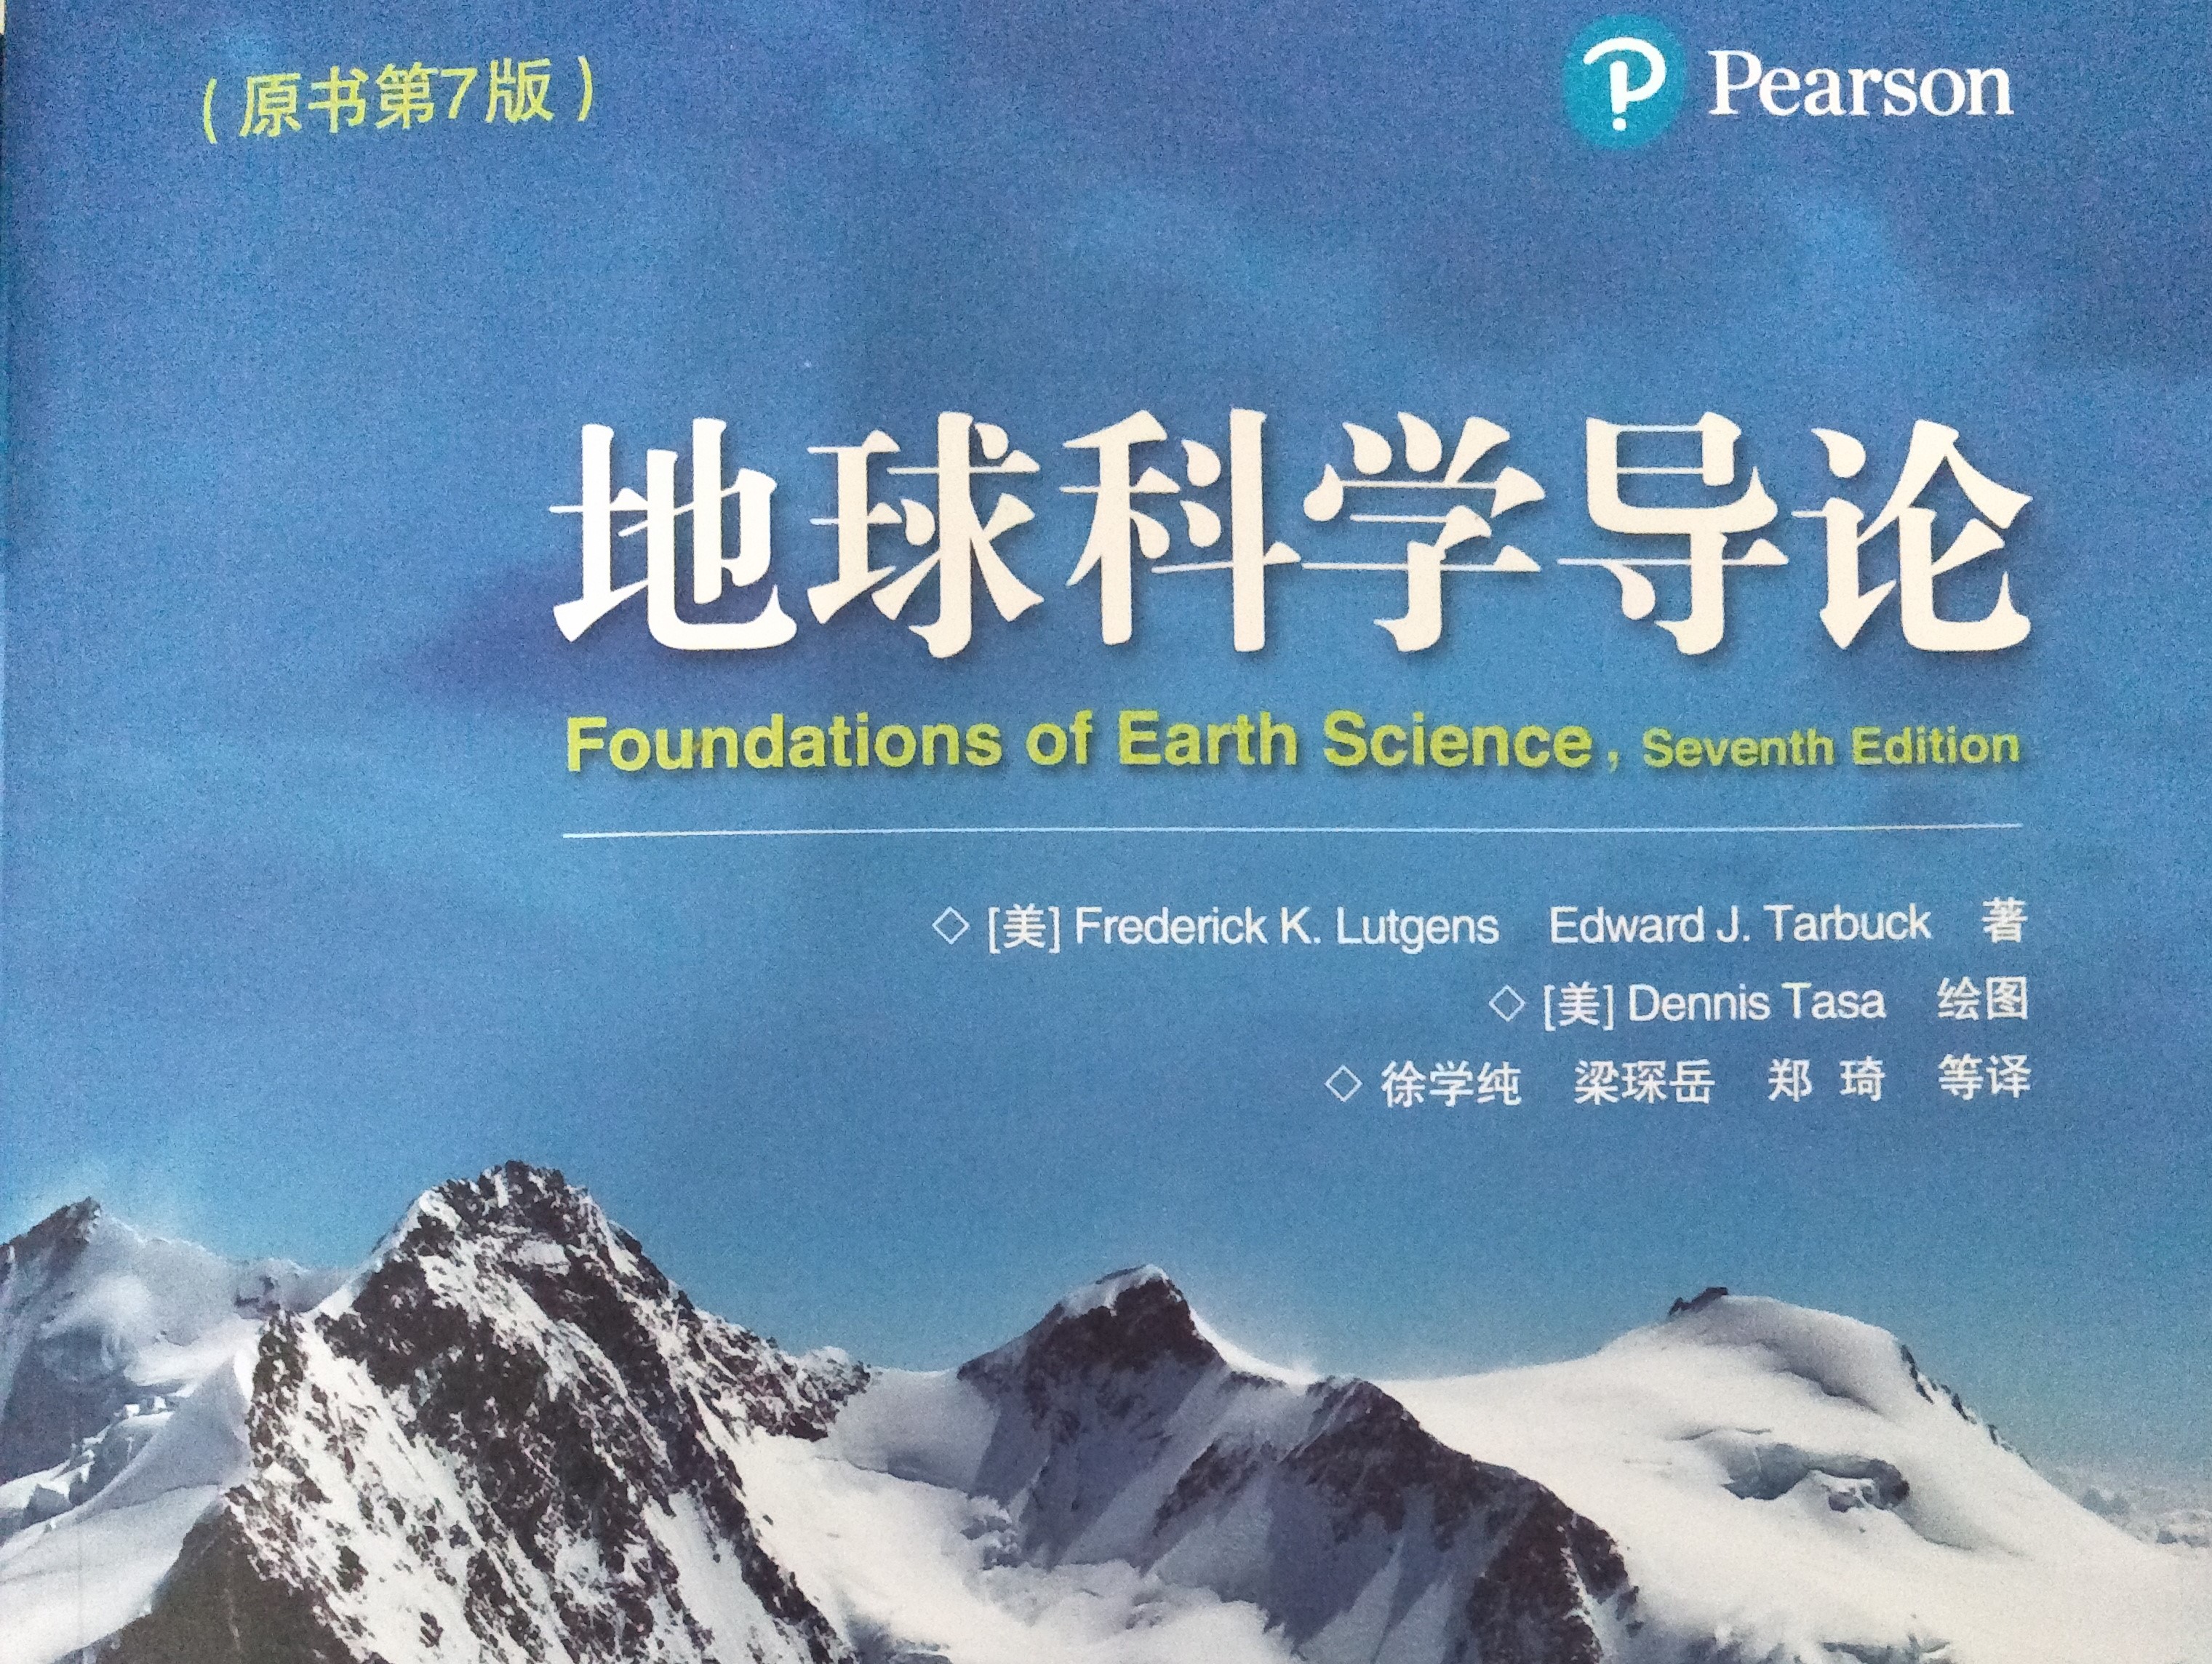 （原书第7版）
Pearson
地球科学导论
Foundations of Earth Science, Seventh Edition
◇ [美] Frederick K. Lutgens Edward J. Tarbuck 著
◇ [美] Dennis Tasa 绘图
◇ 徐学纯 梁琛岳 郑 琦 等译